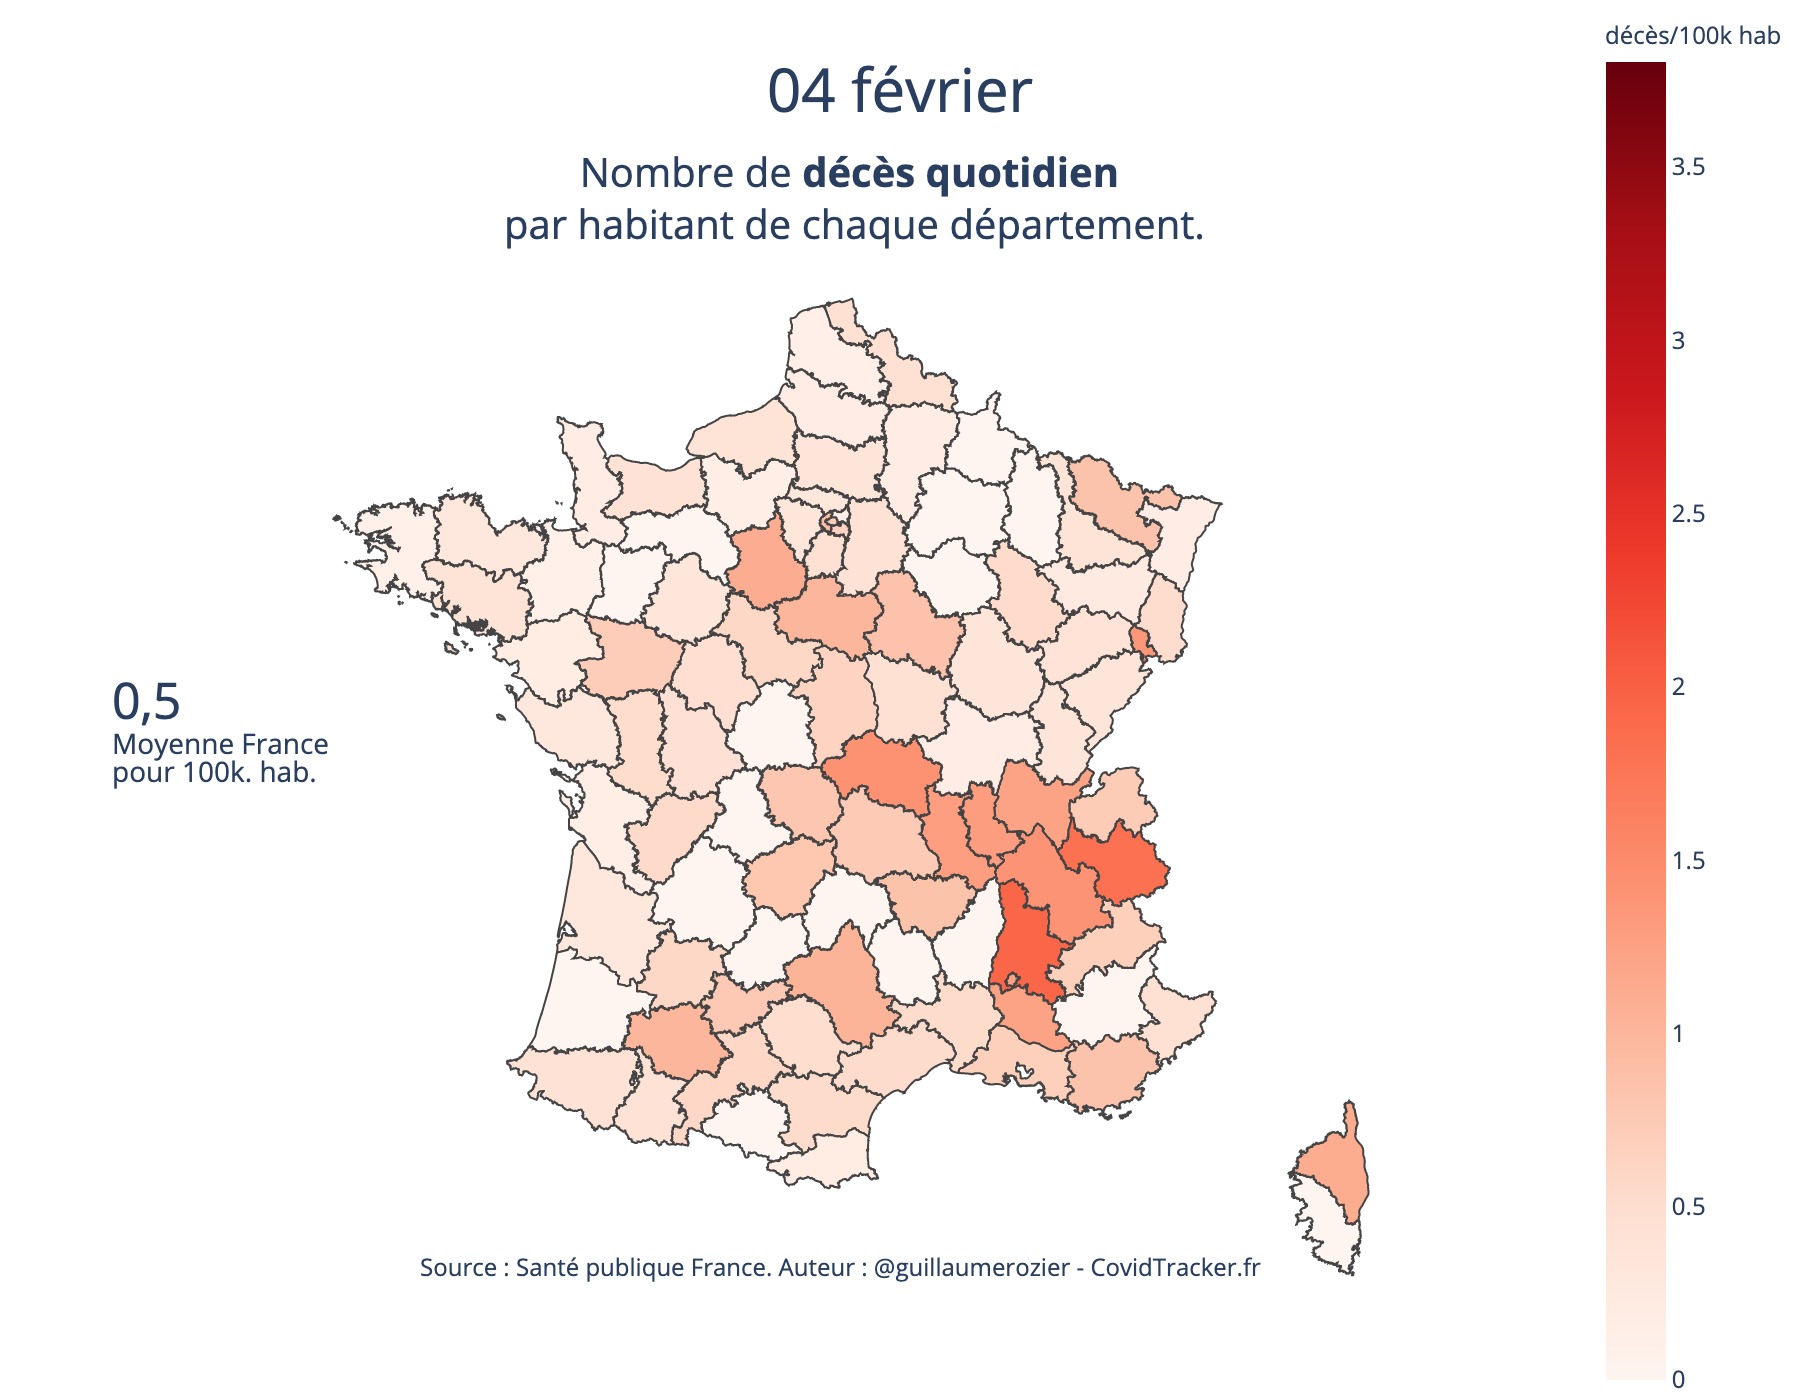 décès/100k hab
04 février
Nombre de décès quotidien
par habitant de chaque département.
3.5
3
2.5
2
1.5
1
0.5
0
0,5
Moyenne France
pour 100k. hab.
Source : Santé publique France. Auteur : @guillaumerozier - CovidTracker.fr